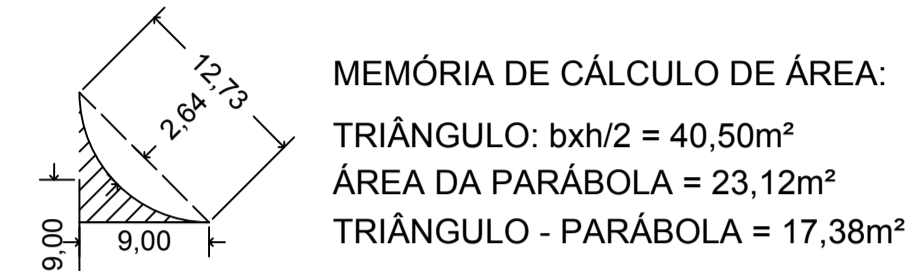 12,73
2,64
9,00
9,00
MEMÓRIA DE CÁLCULO DE ÁREA:
TRIÂNGULO: bxh/2 = 40,50m²
ÁREA DA PARÁBOLA = 23,12m²
TRIÂNGULO - PARÁBOLA = 17,38m²